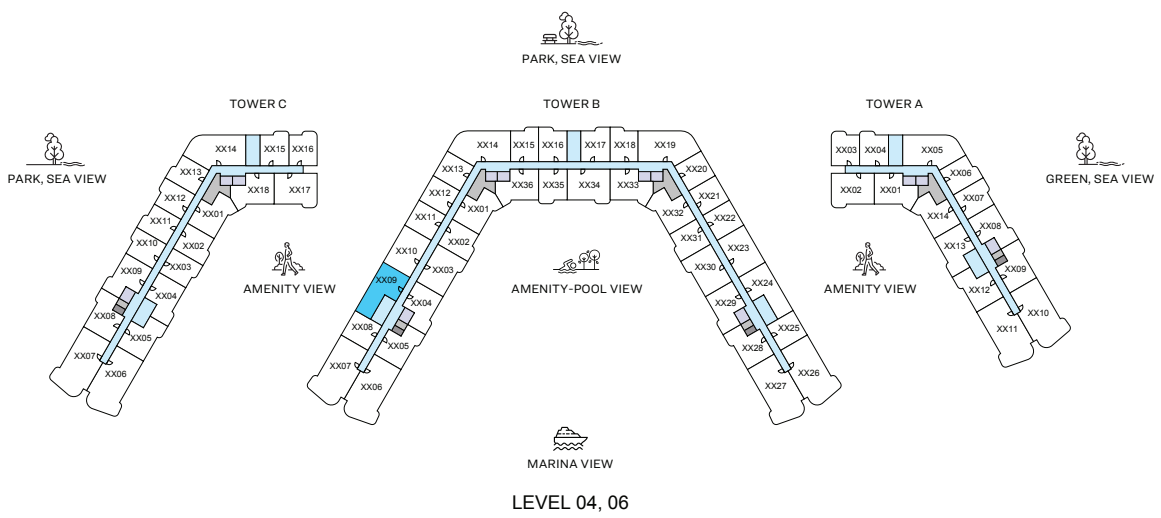 PARK, SEA VIEW
TOWER C
TOWER B
TOWER A
PARK, SEA VIEW
GREEN, SEA VIEW
AMENITY VIEW
AMENITY-POOL VIEW
AMENITY VIEW
MARINA VIEW
LEVEL 04, 06
XX14
XX15
XX16
XX13
XX18
XX17
XX12
XX01
XX11
XX02
XX10
XX03
XX09
XX04
XX08
XX05
XX07
XX06
XX14
XX15
XX16
XX17
XX18
XX19
XX13
XX36
XX35
XX34
XX33
XX20
XX12
XX01
XX32
XX21
XX11
XX02
XX31
XX22
XX10
XX03
XX30
XX23
XX09
XX04
XX29
XX24
XX08
XX05
XX28
XX25
XX07
XX06
XX27
XX26
XX03
XX04
XX05
XX02
XX01
XX06
XX14
XX07
XX13
XX08
XX12
XX09
XX11
XX10